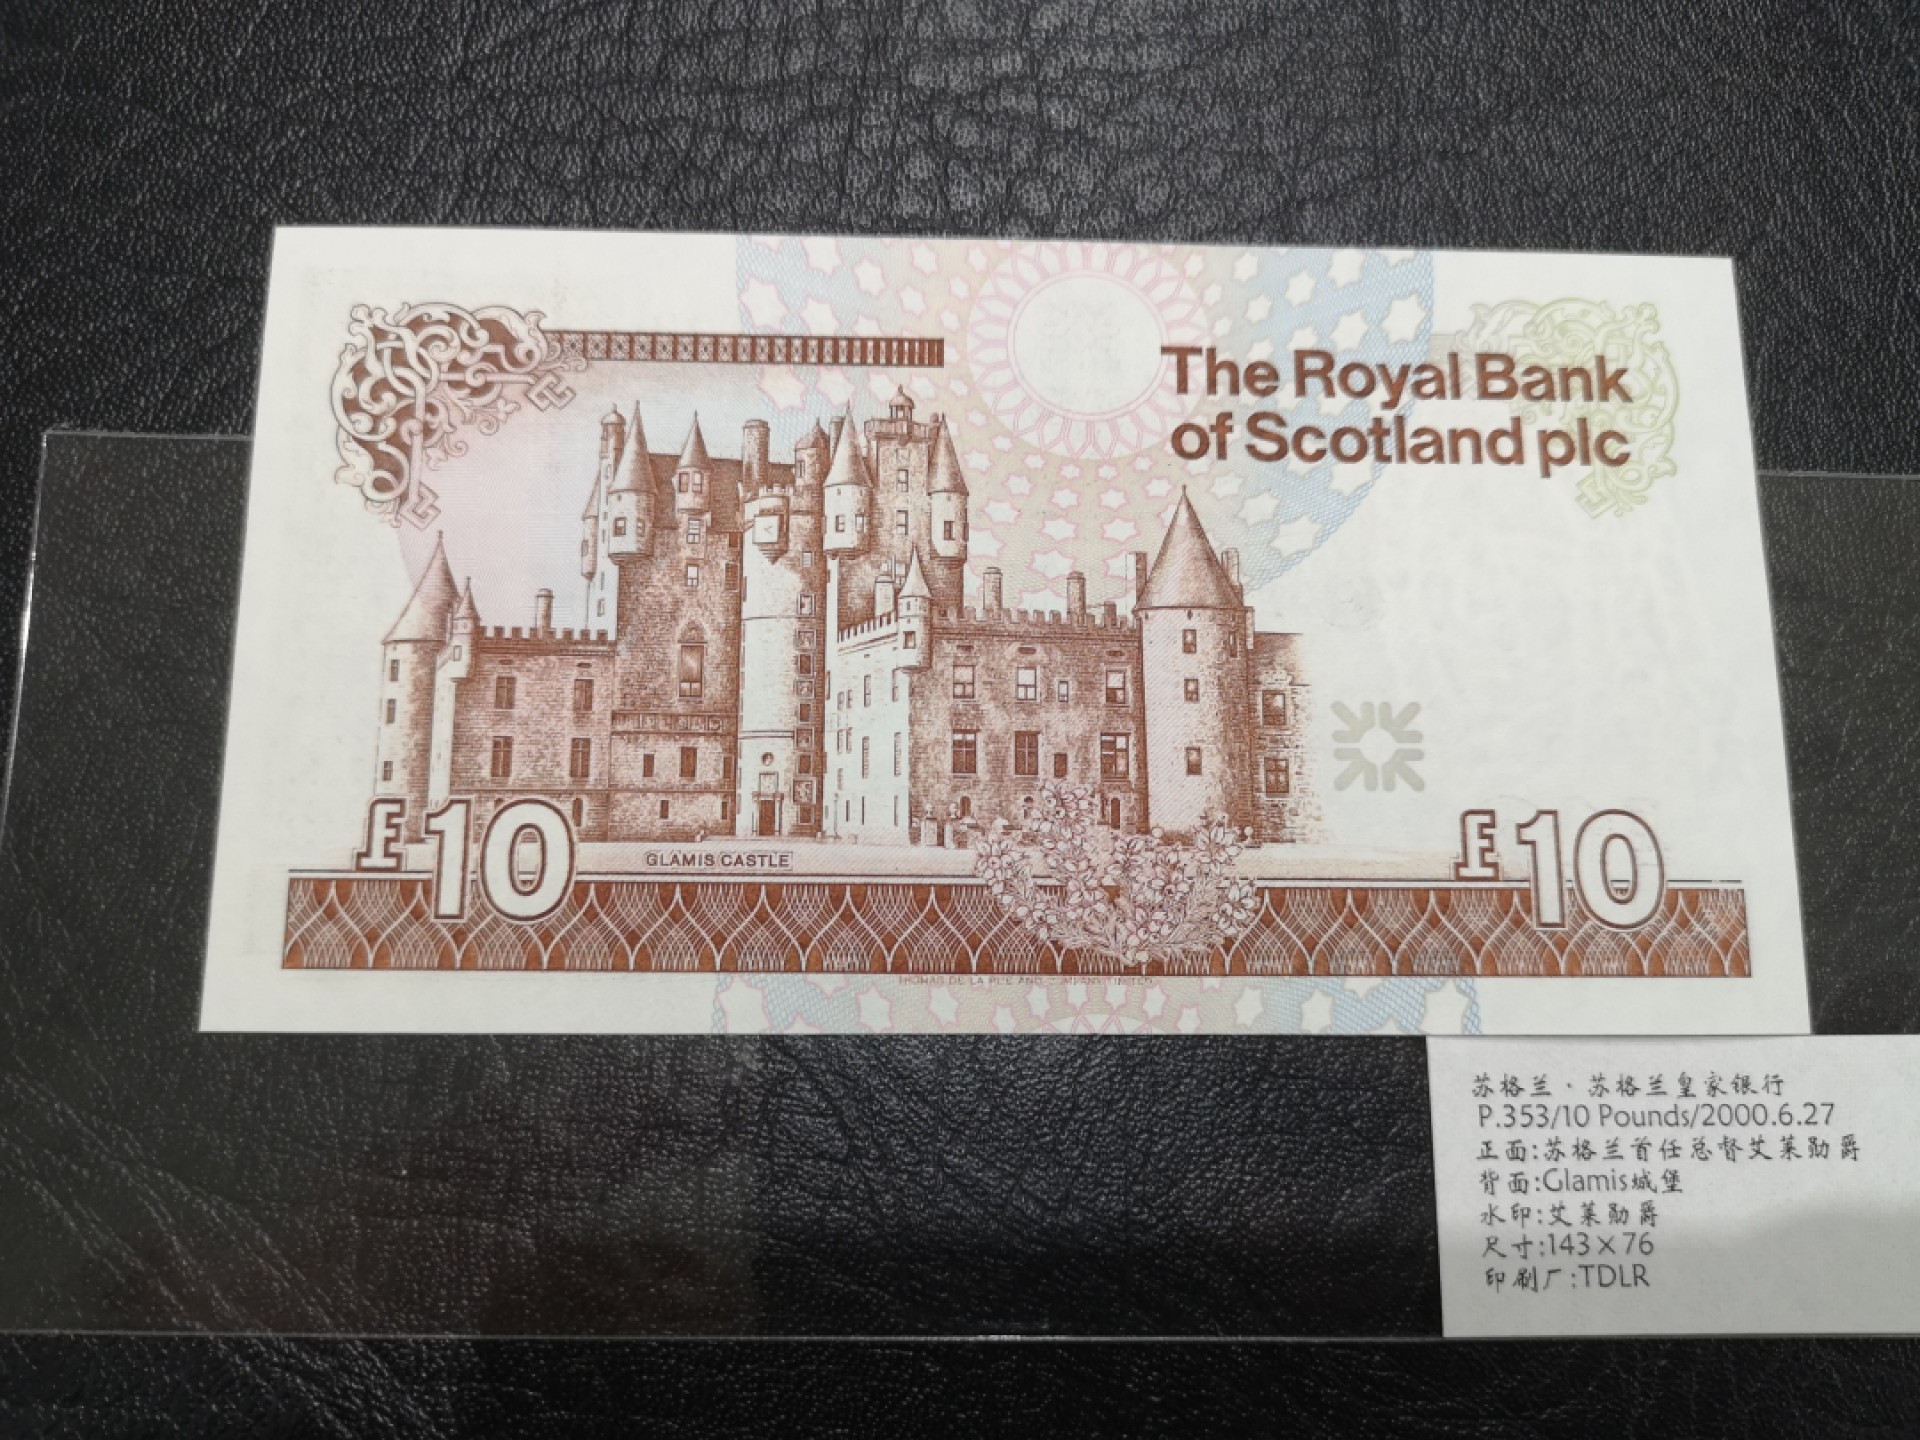 The Royal Bank
of Scotland plc
£10
GLAMIS CASTLE
£10
THOMAS DE LA RUE AND COMPANY LIMITED
苏格兰·苏格兰皇家银行
P.353/10 Pounds/2000.6.27
正面:苏格兰首任总督艾莱勋爵
背面:Glamis城堡
水印:艾莱勋爵
尺寸:143×76
印刷厂:TDLR